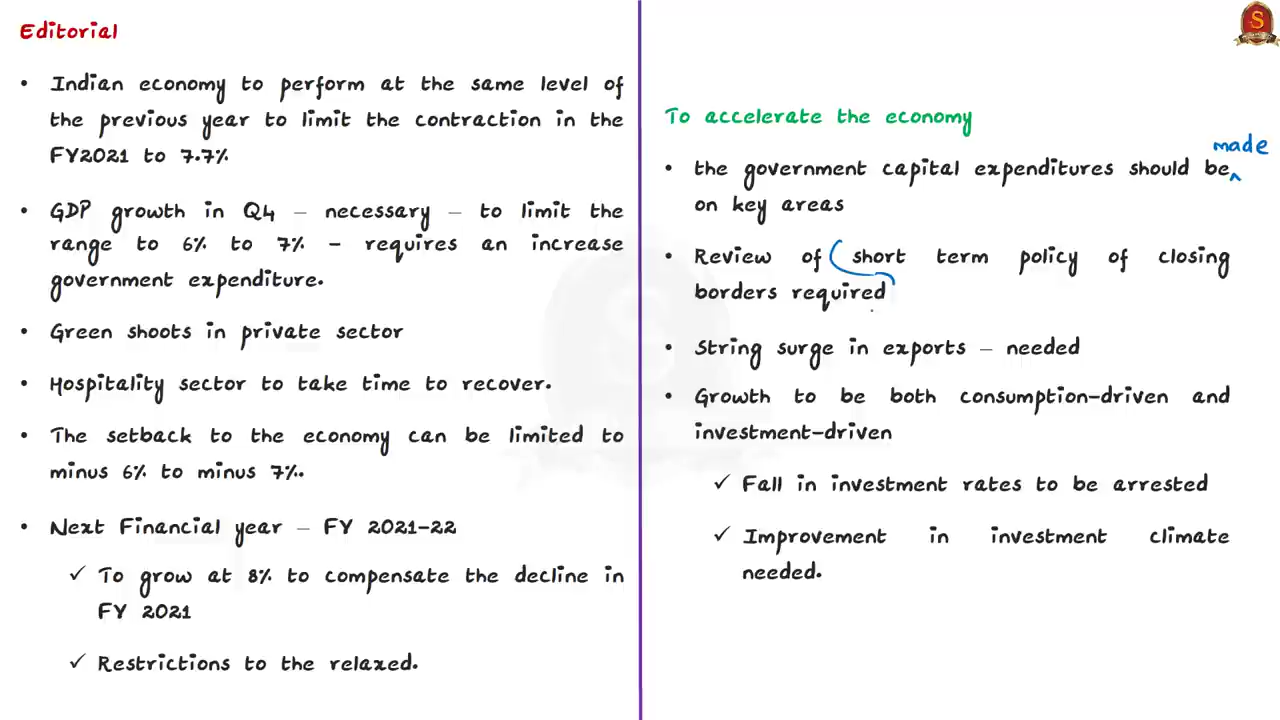 Editorial
• Indian economy to perform at the same level of
the previous year to limit the contraction in the
FY2021 to 7.7%
• GDP growth in Q4 – necessary – to limit the
range to 6% to 7% – requires an increase
government expenditure.
• Green shoots in private sector
• Hospitality sector to take time to recover.
• The setback to the economy can be limited to
minus 6% to minus 7%.
• Next Financial year – FY 2021-22
✓ To grow at 8% to compensate the decline in
FY 2021
✓ Restrictions to the relaxed.
To accelerate the economy
made
• the government capital expenditures should be^
on key areas
• Review of short term policy of closing
borders required
• String surge in exports – needed
• Growth to be both consumption-driven and
investment-driven
✓ Fall in investment rates to be arrested
✓ Improvement in investment climate
needed.
S